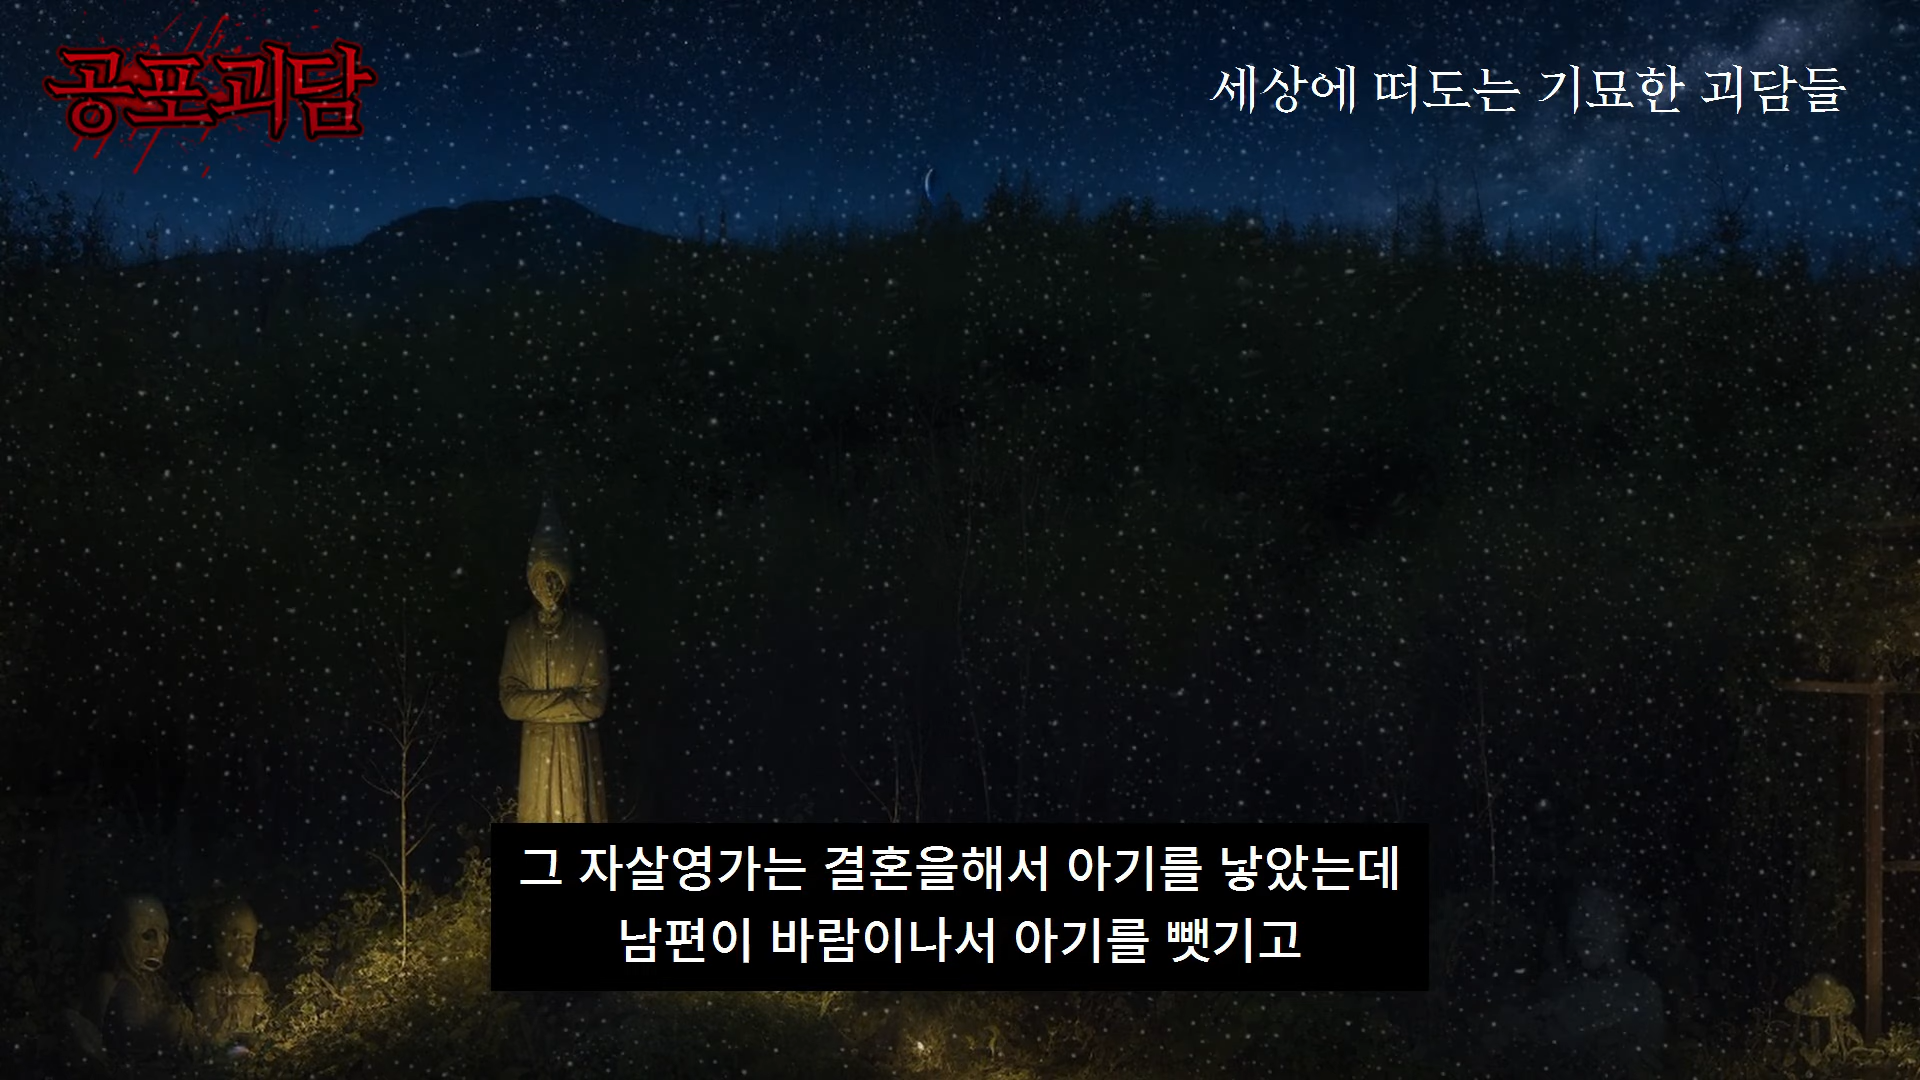 공포괴담
세상에 떠도는 기묘한 괴담들
그 자살영가는 결혼을해서 아기를 낳았는데
남편이 바람이나서 아기를 뺏기고